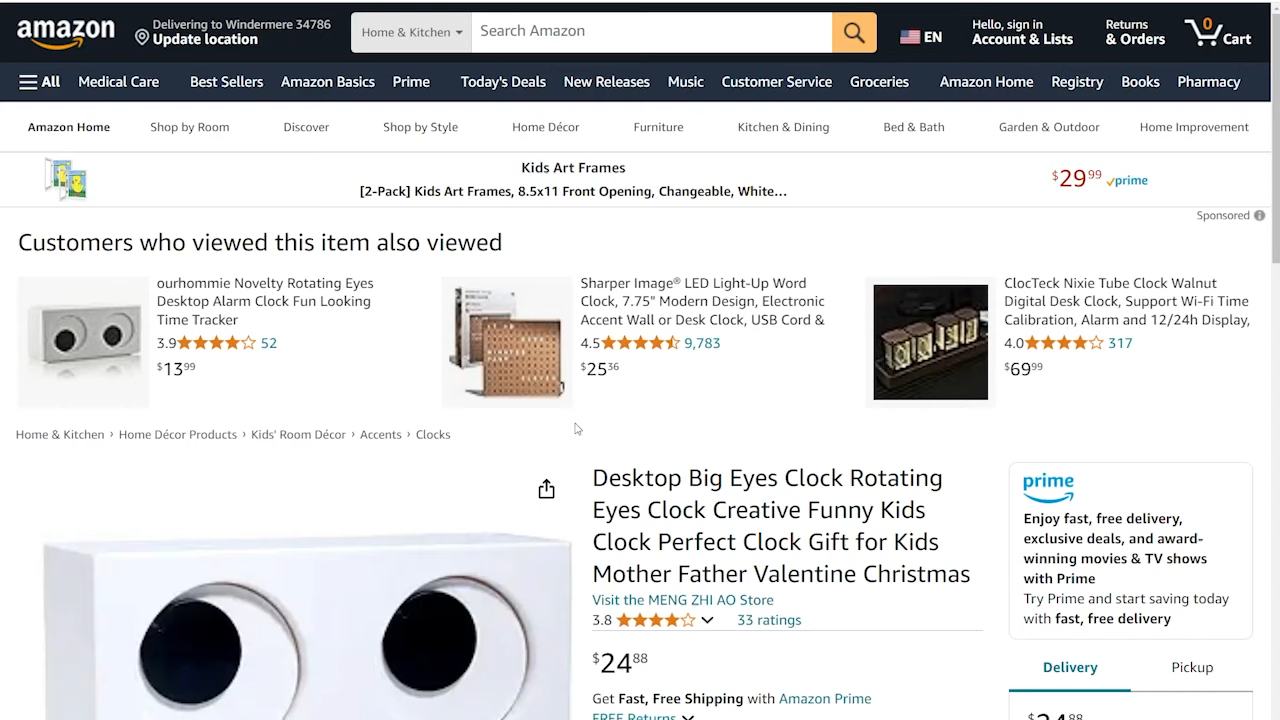 amazon
Delivering to Windermere 34786
Update location
Home & Kitchen
Search Amazon
EN
Hello, sign in
Account & Lists
Returns
& Orders
0
Cart
All
Medical Care
Best Sellers
Amazon Basics
Prime
Today's Deals
New Releases
Music
Customer Service
Groceries
Amazon Home
Registry
Books
Pharmacy
Amazon Home
Shop by Room
Discover
Shop by Style
Home Décor
Furniture
Kitchen & Dining
Bed & Bath
Garden & Outdoor
Home Improvement
Kids Art Frames
[2-Pack] Kids Art Frames, 8.5x11 Front Opening, Changeable, White…
$29 99 prime
Sponsored
Customers who viewed this item also viewed
ourhommie Novelty Rotating Eyes
Desktop Alarm Clock Fun Looking
Time Tracker
3.9 52
$13 99
Sharper Image® LED Light-Up Word
Clock, 7.75" Modern Design, Electronic
Accent Wall or Desk Clock, USB Cord &
4.5 9,783
$25 36
ClocTeck Nixie Tube Clock Walnut
Digital Desk Clock, Support Wi-Fi Time
Calibration, Alarm and 12/24h Display,
4.0 317
$69 99
Home & Kitchen › Home Décor Products › Kids' Room Décor › Accents › Clocks
Desktop Big Eyes Clock Rotating
Eyes Clock Creative Funny Kids
Clock Perfect Clock Gift for Kids
Mother Father Valentine Christmas
Visit the MENG ZHI AO Store
3.8 33 ratings
$24 88
Get Fast, Free Shipping with Amazon Prime
FREE Returns
prime
Enjoy fast, free delivery,
exclusive deals, and award-
winning movies & TV shows
with Prime
Try Prime and start saving today
with fast, free delivery
Delivery
Pickup
$24 88